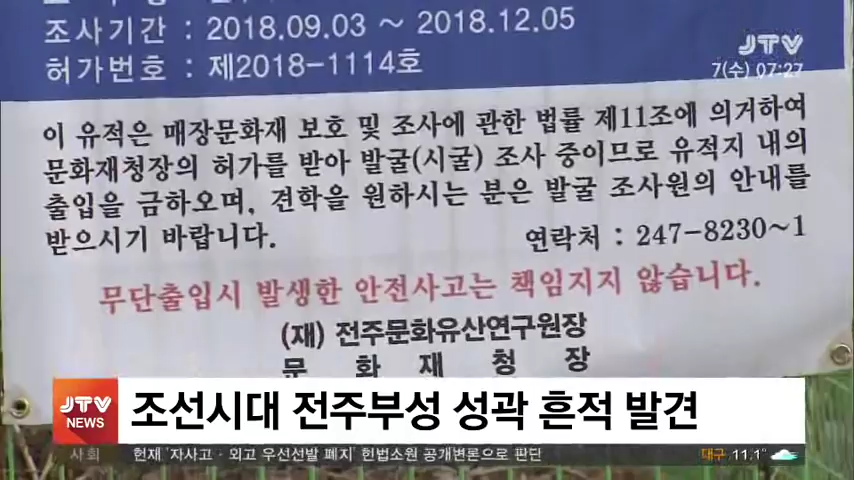 조사기간 : 2018.09.03 ~ 2018.12.05
허가번호 : 제2018-1114호
JTV
7(수) 07:27
이 유적은 매장문화재 보호 및 조사에 관한 법률 제11조에 의거하여
문화재청장의 허가를 받아 발굴(시굴) 조사 중이므로 유적지 내의
출입을 금하오며, 견학을 원하시는 분은 발굴 조사원의 안내를
받으시기 바랍니다.
연락처 : 247-8230~1
무단출입시 발생한 안전사고는 책임지지 않습니다.
(재) 전주문화유산연구원장
문 화 재 청 장
JTV
NEWS
조선시대 전주부성 성곽 흔적 발견
사회
현재 '자사고·외고 우선선발 폐지' 헌법소원 공개변론으로 판단
대구 11.1°